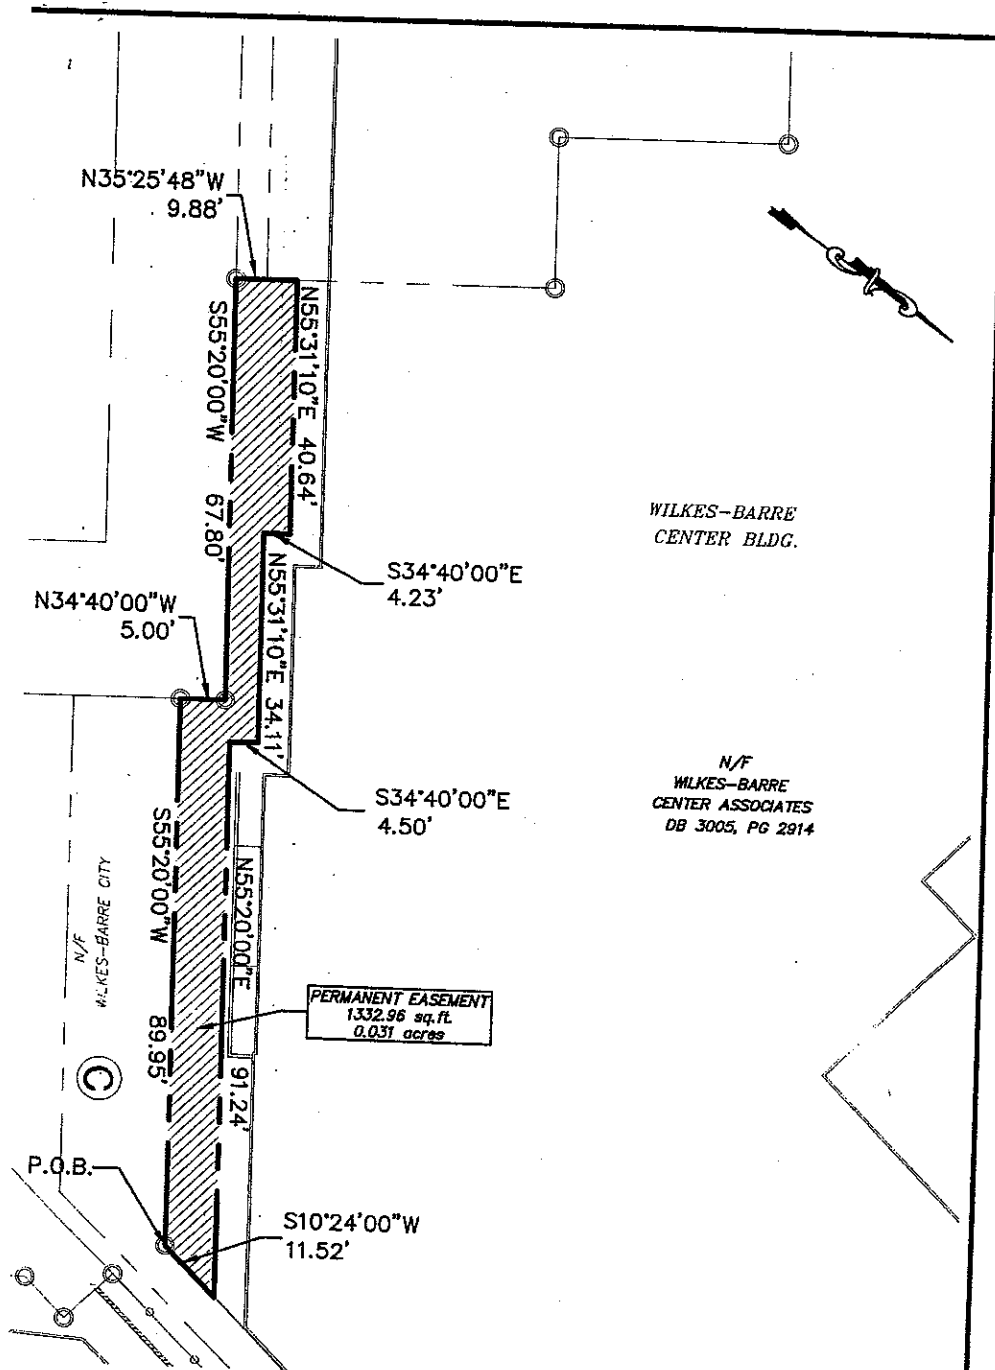 N35°25'48"W
9.88'
N55°31'10"E 40.64'
S55°20'00"W 67.80'
WILKES-BARRE
CENTER BLDG.
S34°40'00"E
4.23'
N34°40'00"W
5.00'
N55°31'10"E 34.11'
S34°40'00"E
4.50'
N/F
WILKES-BARRE
CENTER ASSOCIATES
DB 3005, PG 2914
S55°20'00"W 89.95'
N55°20'00"E 91.24'
N/F
WILKES-BARRE CITY
PERMANENT EASEMENT
1332.96 sq.ft.
0.031 acres
C
P.O.B.
S10°24'00"W
11.52'